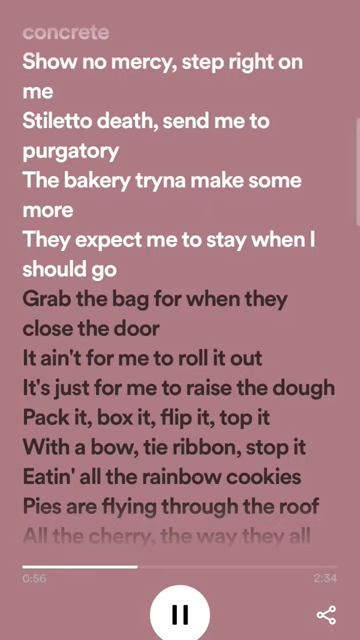 concrete
Show no mercy, step right on
me
Stiletto death, send me to
purgatory
The bakery tryna make some
more
They expect me to stay when I
should go
Grab the bag for when they
close the door
It ain't for me to roll it out
It's just for me to raise the dough
Pack it, box it, flip it, top it
With a bow, tie ribbon, stop it
Eatin' all the rainbow cookies
Pies are flying through the roof
All the cherry, the way they all
0:56
2:34